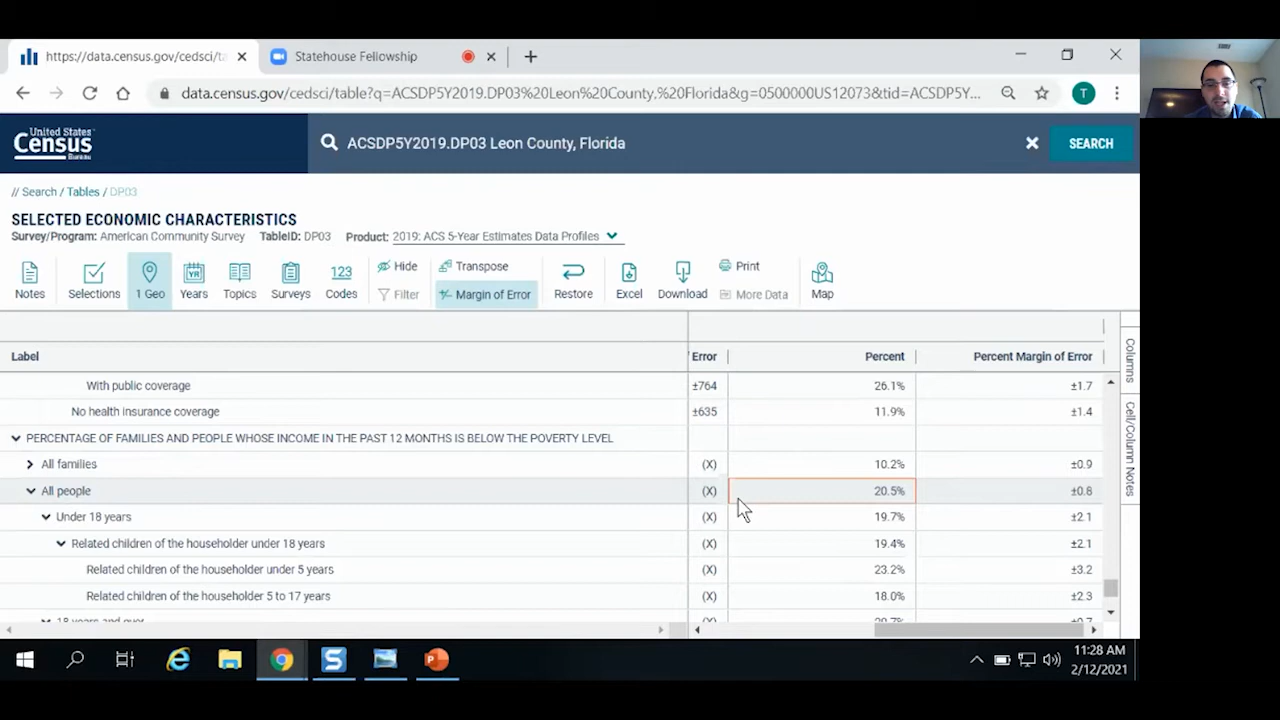 https://data.census.gov/cedsci/ta
Statehouse Fellowship
data.census.gov/cedsci/table?q=ACSDP5Y2019.DP03%20Leon%20County,%20Florida&g=0500000US12073&tid=ACSDP5Y...
T
United States
Census
Bureau
ACSDP5Y2019.DP03 Leon County, Florida
SEARCH
// Search / Tables / DP03
SELECTED ECONOMIC CHARACTERISTICS
Survey/Program: American Community Survey TableID: DP03 Product: 2019: ACS 5-Year Estimates Data Profiles
Hide Transpose Print
YR 123
Notes Selections 1 Geo Years Topics Surveys Codes Filter Margin of Error Restore Excel Download More Data Map
Label Error Percent Percent Margin of Error
With public coverage ±764 26.1% ±1.7
No health insurance coverage ±635 11.9% ±1.4
PERCENTAGE OF FAMILIES AND PEOPLE WHOSE INCOME IN THE PAST 12 MONTHS IS BELOW THE POVERTY LEVEL
All families (X) 10.2% ±0.9
All people (X) 20.5% ±0.8
Under 18 years (X) 19.7% ±2.1
Related children of the householder under 18 years (X) 19.4% ±2.1
Related children of the householder under 5 years (X) 23.2% ±3.2
Related children of the householder 5 to 17 years (X) 18.0% ±2.3
18 years and over (X) 20.7% ±0.7
Columns
Cell/Column Notes
11:28 AM
2/12/2021